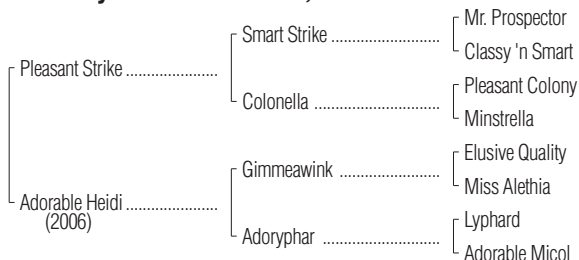 Mr. Prospector
Smart Strike ......................
Classy 'n Smart
Pleasant Strike ......................
Pleasant Colony
Colonella .........................
Minstrella
Elusive Quality
Gimmeawink ....................
Miss Alethia
Adorable Heidi ......................
(2006)
Lyphard
Adoryphar .........................
Adorable Micol